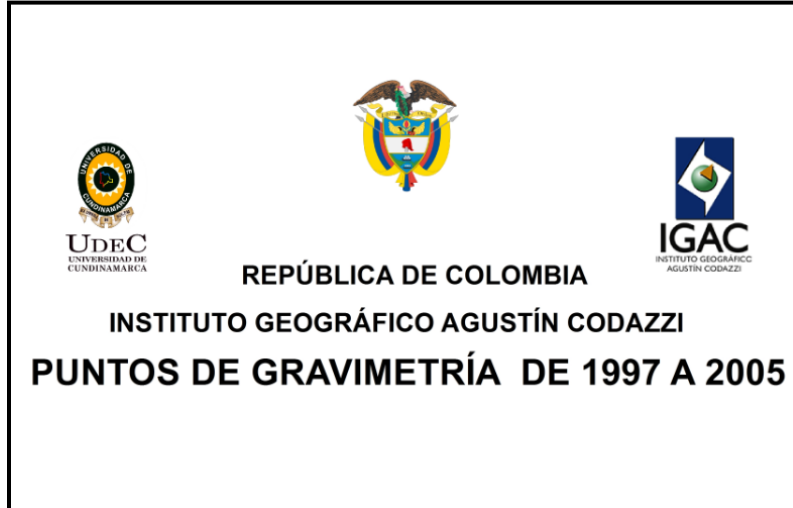 UNIVERSIDAD DE
CUNDINAMARCA
UDEC
UNIVERSIDAD DE
CUNDINAMARCA
IGAC
INSTITUTO GEOGRÁFICO
AGUSTÍN CODAZZI
REPÚBLICA DE COLOMBIA
INSTITUTO GEOGRÁFICO AGUSTÍN CODAZZI
PUNTOS DE GRAVIMETRÍA DE 1997 A 2005